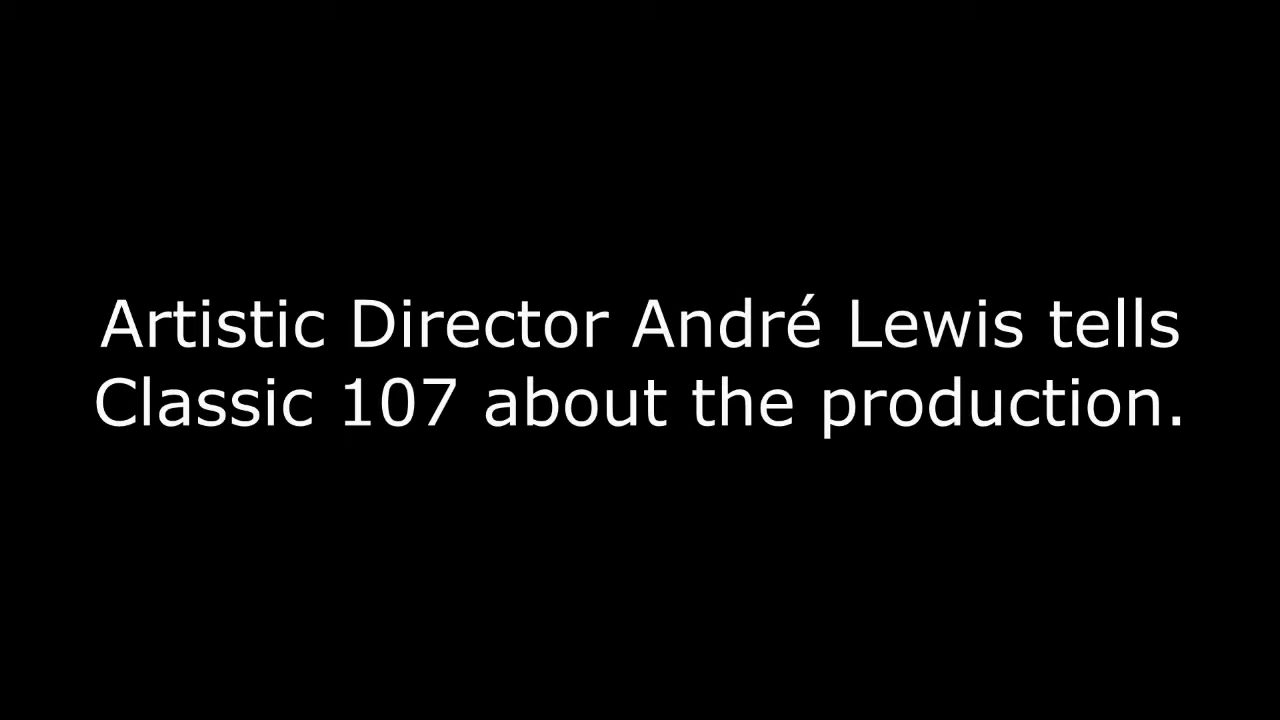 Artistic Director André Lewis tells
Classic 107 about the production.